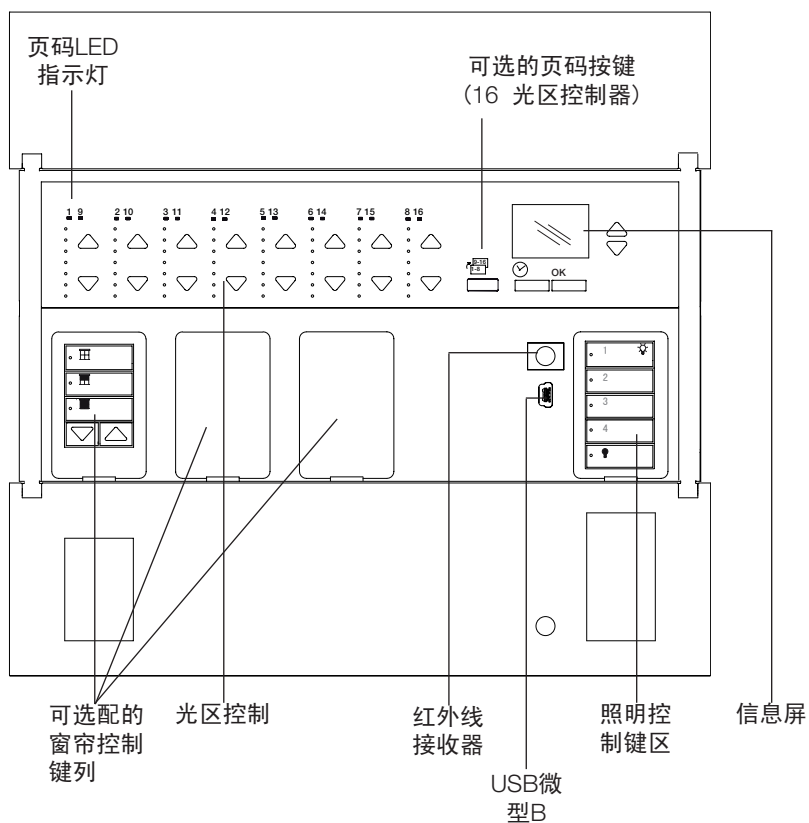 页码LED
指示灯
可选的页码按键
(16 光区控制器)
1 9
2 10
3 11
4 12
5 13
6 14
7 15
8 16
9-16
1-8
OK
1
2
3
4
可选配的
窗帘控制
键列
光区控制
红外线
接收器
USB微
型B
照明控
制键区
信息屏